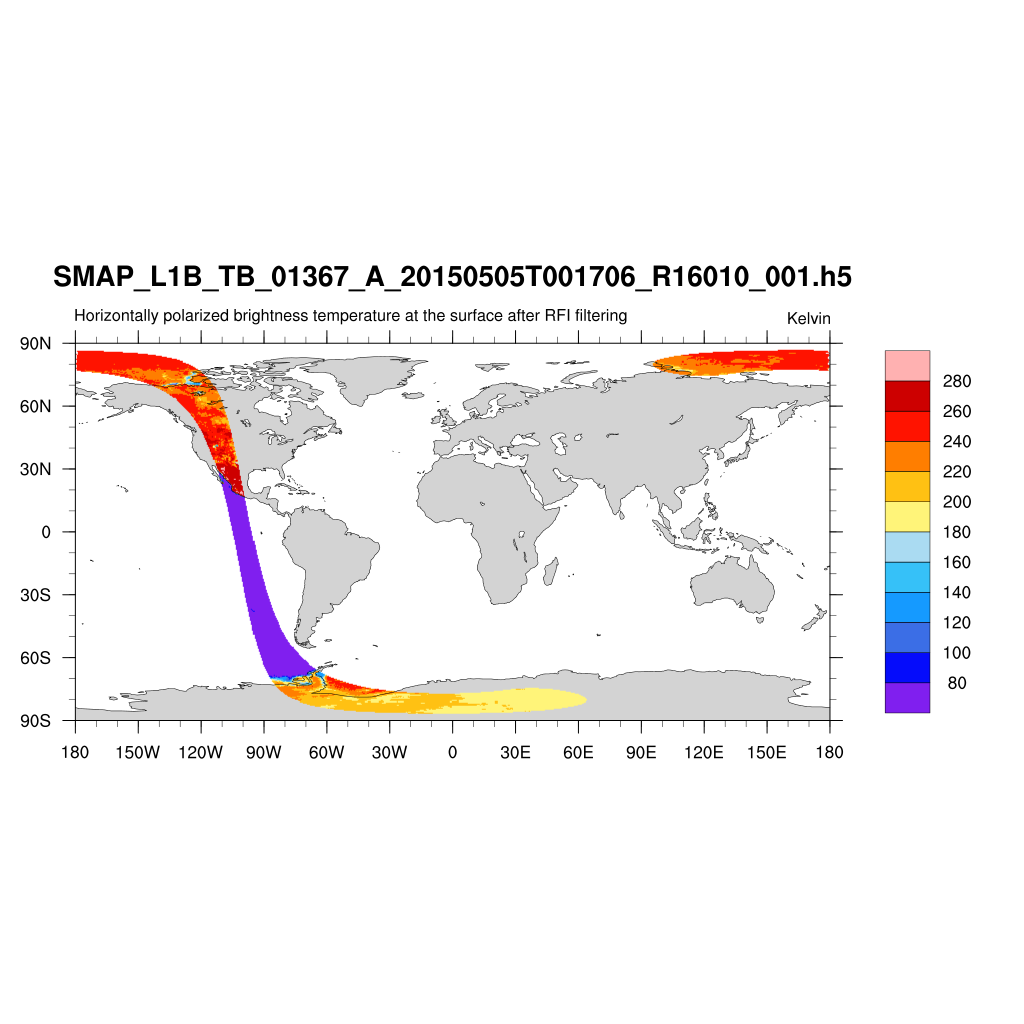 SMAP_L1B_TB_01367_A_20150505T001706_R16010_001.h5
Horizontally polarized brightness temperature at the surface after RFI filtering
Kelvin
90N
60N
30N
0
30S
60S
90S
180 150W 120W 90W 60W 30W 0 30E 60E 90E 120E 150E 180
280
260
240
220
200
180
160
140
120
100
80